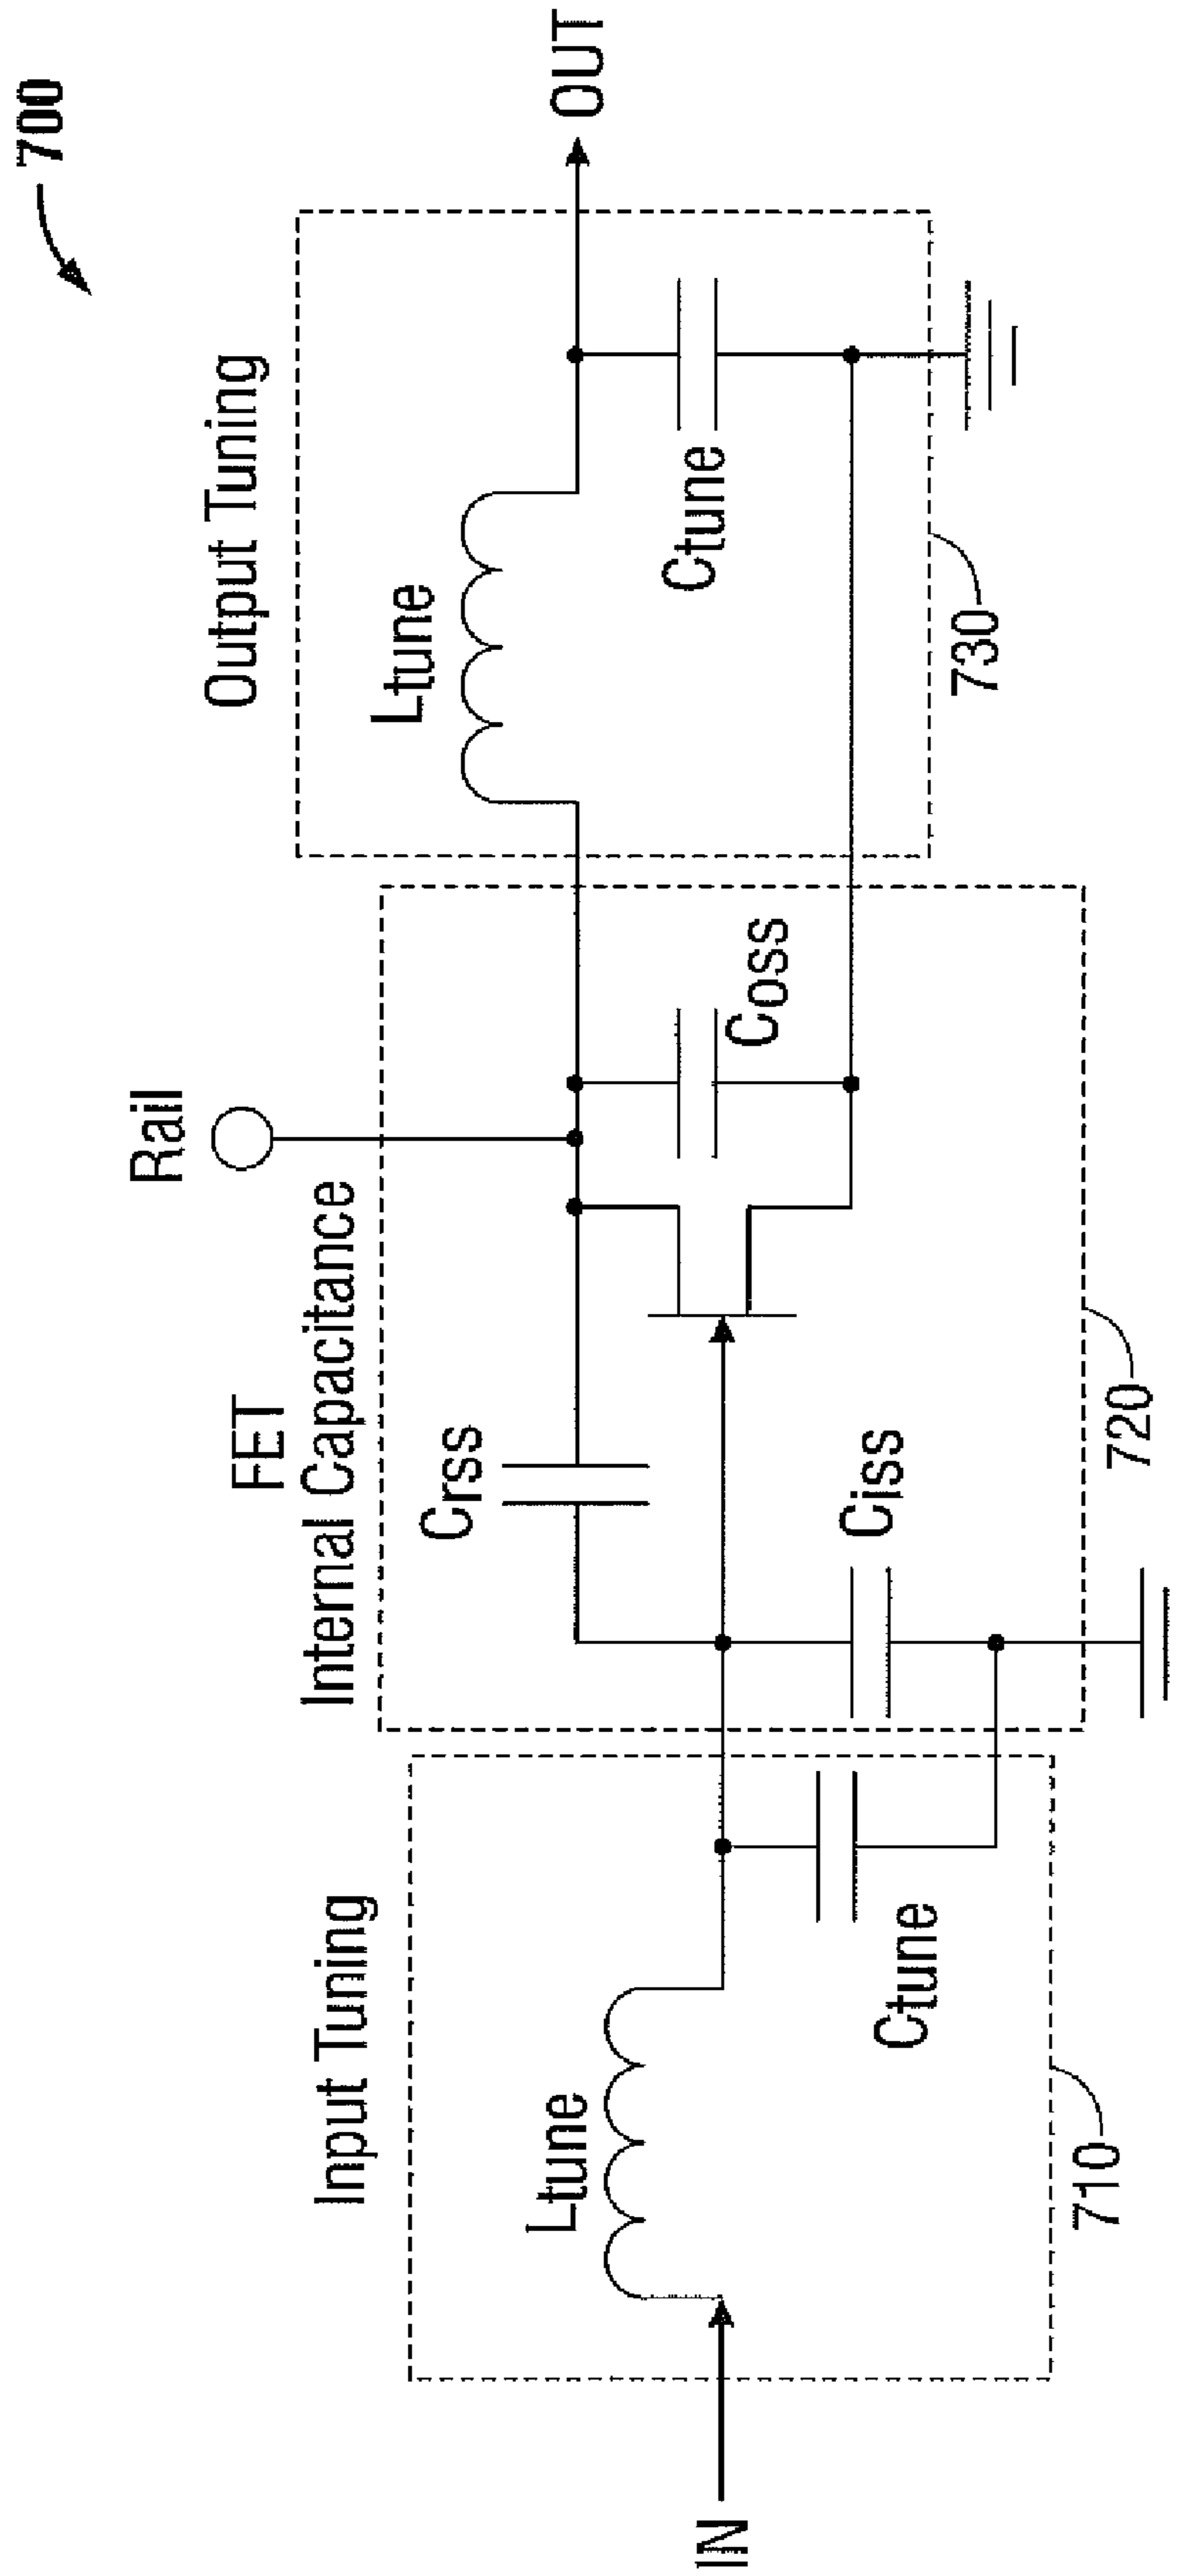 700
Rail
FET
Internal Capacitance
Output Tuning
Input Tuning
Ltune
Crss
Ltune
Coss
Ctune
OUT
IN
Ciss
Ctune
710
720
730